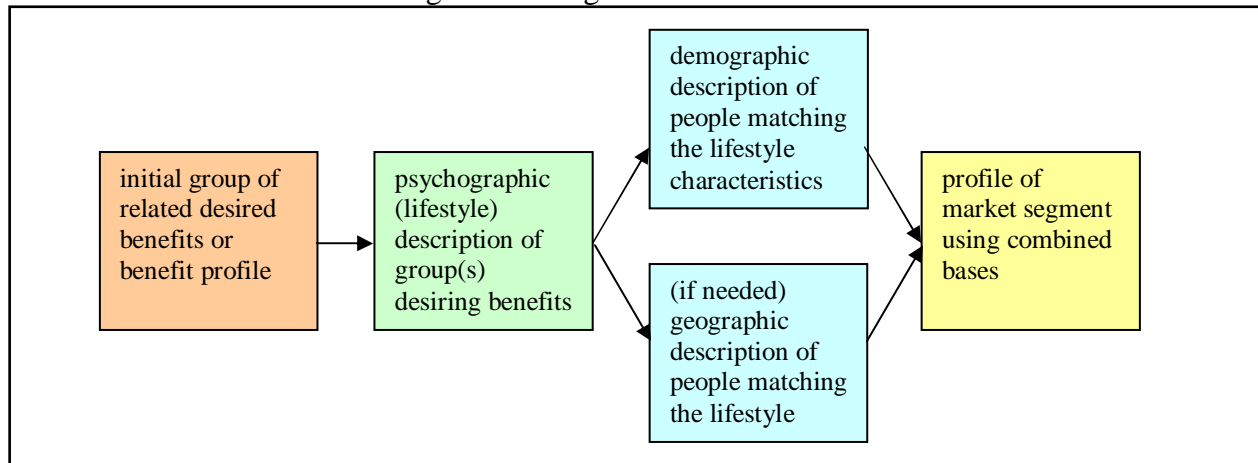 initial group of
related desired
benefits or
benefit profile
psychographic
(lifestyle)
description of
group(s)
desiring benefits
demographic
description of
people matching
the lifestyle
characteristics
(if needed)
geographic
description of
people matching
the lifestyle
profile of
market segment
using combined
bases